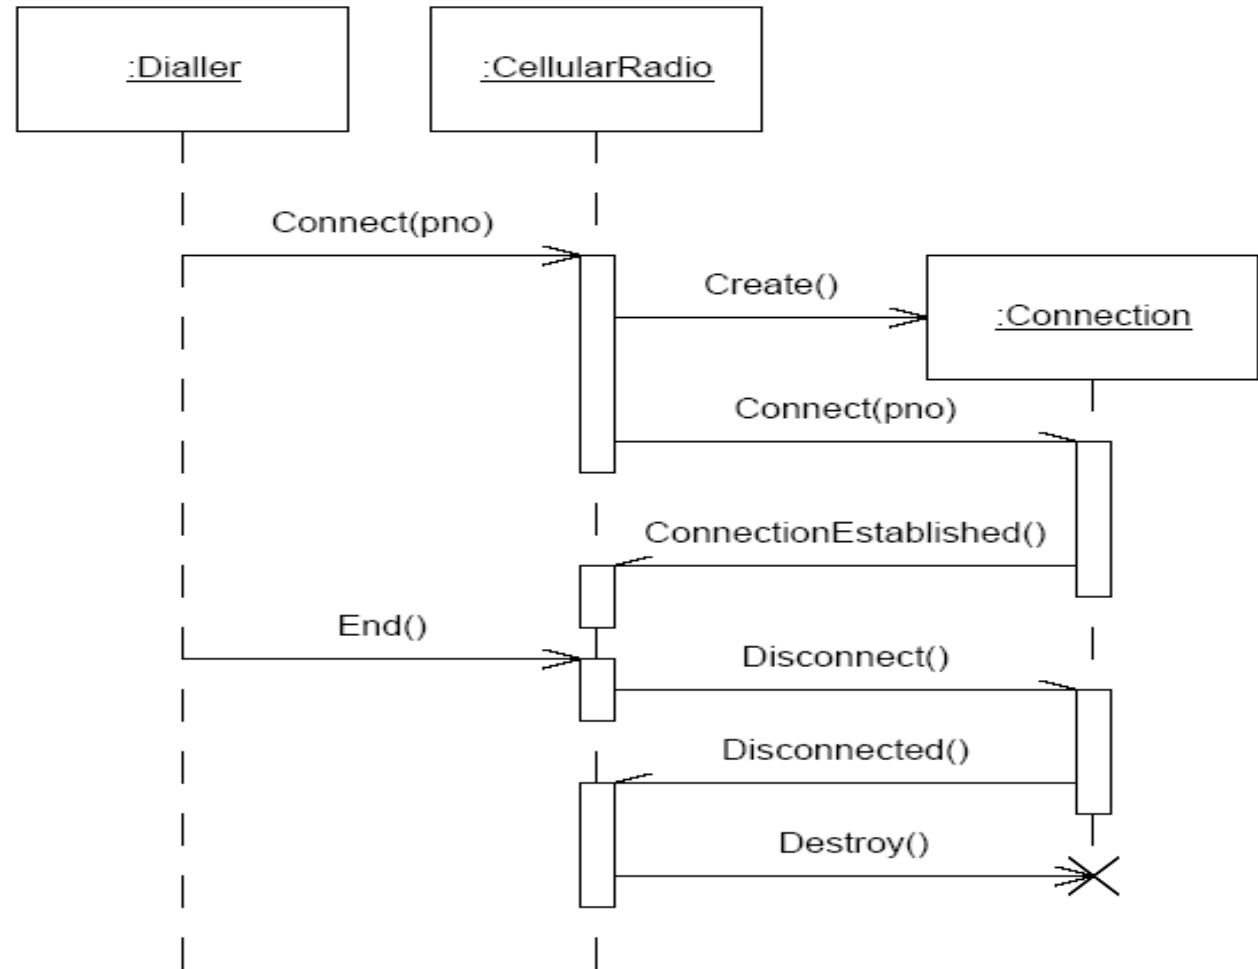 :Dialler
:CellularRadio
Connect(pno)
Create()
:Connection
Connect(pno)
ConnectionEstablished()
End()
Disconnect()
Disconnected()
Destroy()